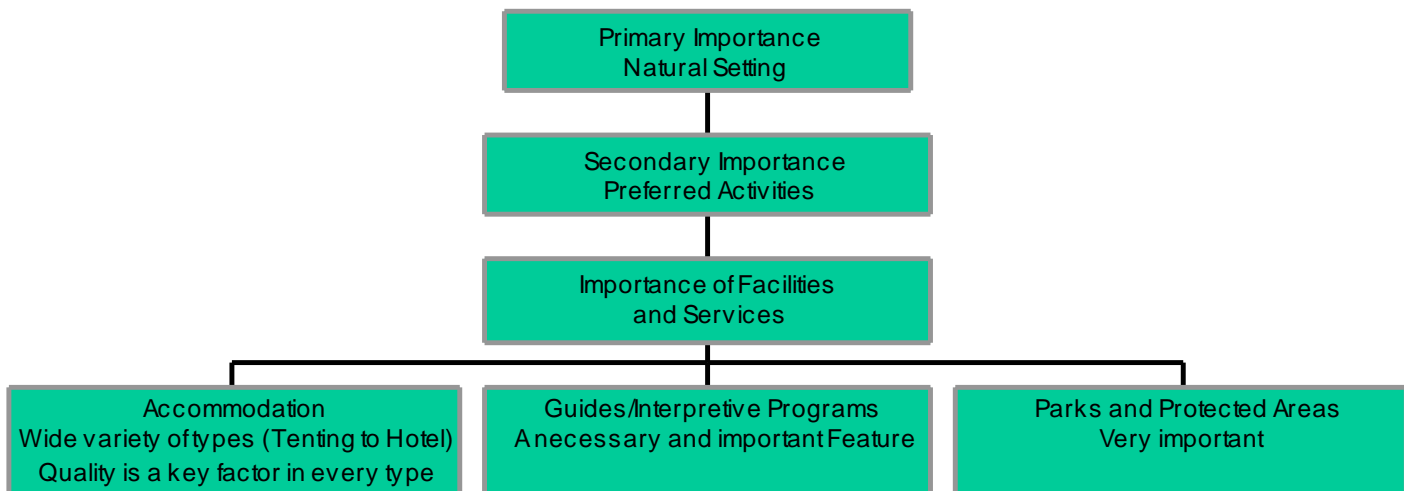 Primary Importance
Natural Setting
Secondary Importance
Preferred Activities
Importance of Facilities
and Services
Accommodation
Wide variety of types (Tenting to Hotel)
Quality is a key factor in every type
Guides/Interpretive Programs
A necessary and important Feature
Parks and Protected Areas
Very important